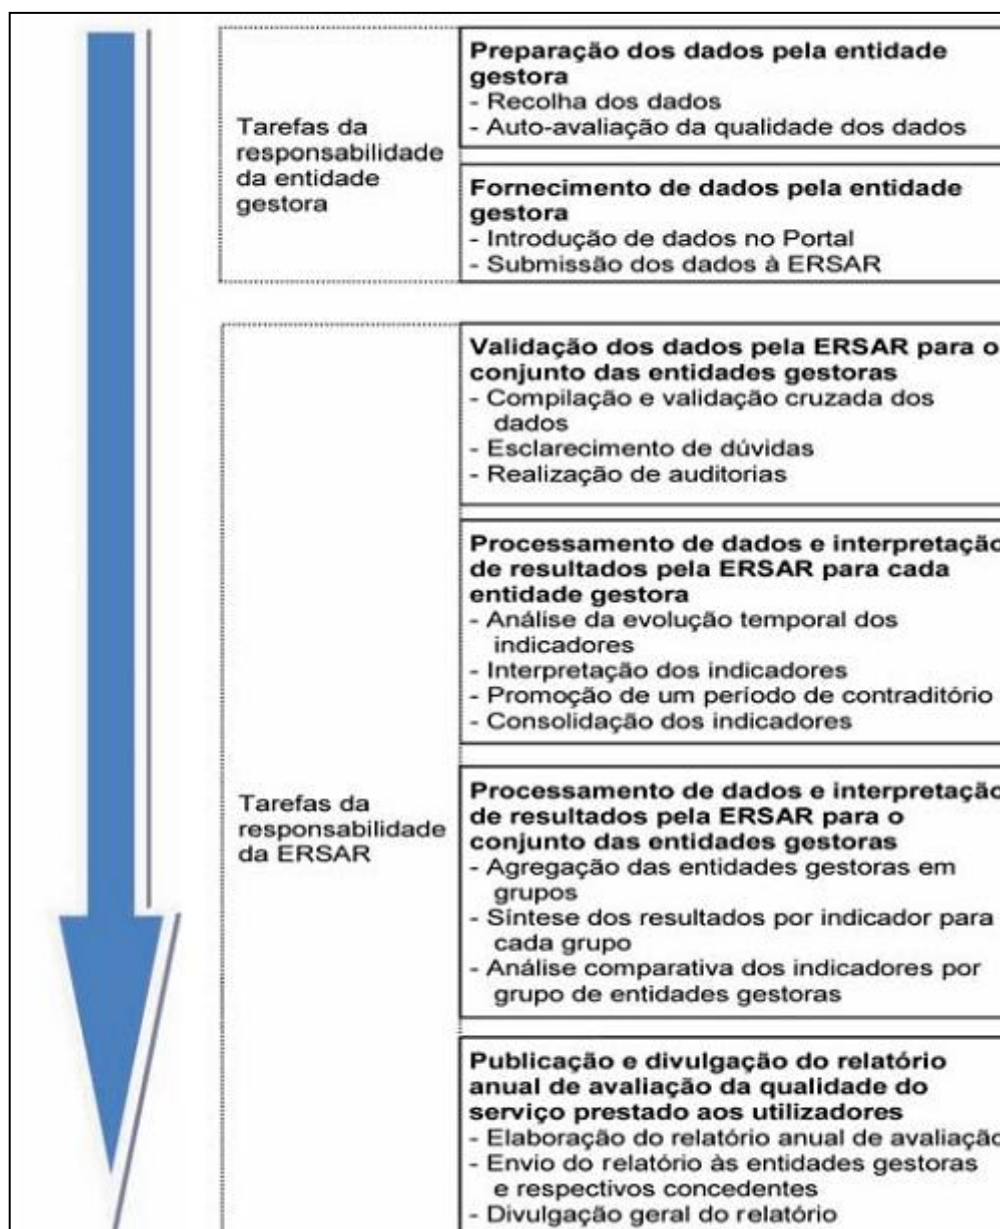 Tarefas da
responsabilidade
da entidade
gestora
Preparação dos dados pela entidade
gestora
- Recolha dos dados
- Auto-avaliação da qualidade dos dados
Fornecimento de dados pela entidade
gestora
- Introdução de dados no Portal
- Submissão dos dados à ERSAR
Tarefas da
responsabilidade
da ERSAR
Validação dos dados pela ERSAR para o
conjunto das entidades gestoras
- Compilação e validação cruzada dos
dados
- Esclarecimento de dúvidas
- Realização de auditorias
Processamento de dados e interpretação
de resultados pela ERSAR para cada
entidade gestora
- Análise da evolução temporal dos
indicadores
- Interpretação dos indicadores
- Promoção de um período de contraditório
- Consolidação dos indicadores
Processamento de dados e interpretação
de resultados pela ERSAR para o
conjunto das entidades gestoras
- Agregação das entidades gestoras em
grupos
- Síntese dos resultados por indicador para
cada grupo
- Análise comparativa dos indicadores por
grupo de entidades gestoras
Publicação e divulgação do relatório
anual de avaliação da qualidade do
serviço prestado aos utilizadores
- Elaboração do relatório anual de avaliação
- Envio do relatório às entidades gestoras
e respectivos concedentes
- Divulgação geral do relatório